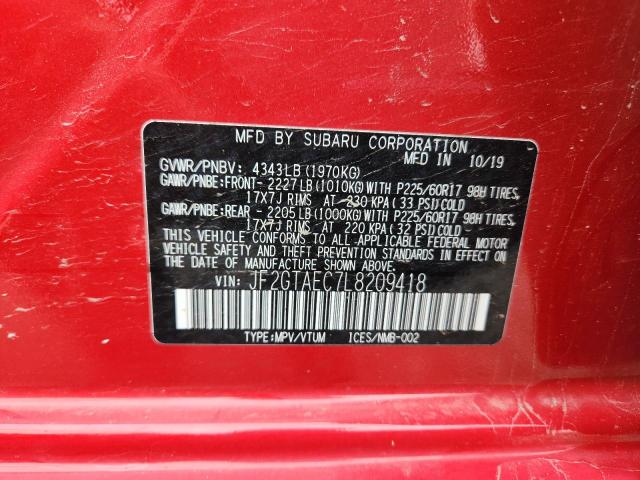 MFD BY SUBARU CORPORATION
GVWR/PNBV: 4343LB(1970KG) MFD IN 10/19
GAWR/PNBE:FRONT- 2227LB(1010KG)WITH P225/60R17 98H TIRES,
17X7J RIMS AT 230 KPA (33 PSI)COLD
GAWR/PNBE:REAR - 2205LB(1000KG)WITH P225/60R17 98H TIRES,
17X7J RIMS AT 220 KPA (32 PSI)COLD
THIS VEHICLE CONFORMS TO ALL APPLICABLE FEDERAL MOTOR
VEHICLE SAFETY AND THEFT PREVENTION STANDARDS IN EFFECT
ON THE DATE OF MANUFACTURE SHOWN ABOVE.
VIN: JF2GTAEC7L8209418
TYPE:MPV/VTUM ICES/NMB-002